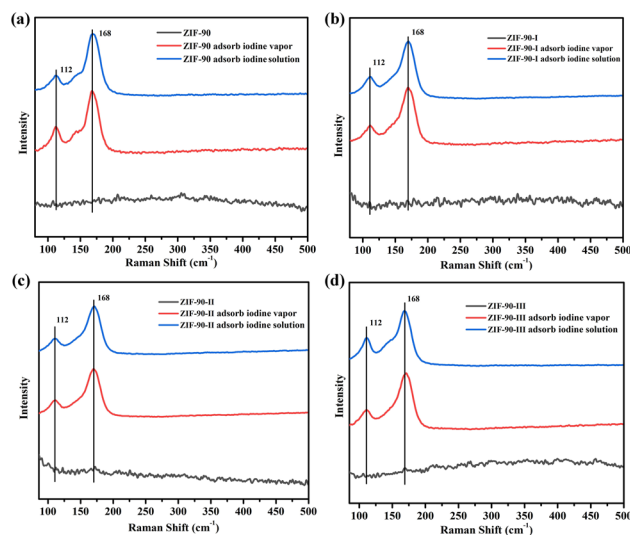 (a)
ZIF-90
ZIF-90 adsorb iodine vapor
ZIF-90 adsorb iodine solution
112
168
Intensity
100 150 200 250 300 350 400 450 500
Raman Shift (cm-1)
(b)
ZIF-90-I
ZIF-90-I adsorb iodine vapor
ZIF-90-I adsorb iodine solution
112
168
Intensity
100 150 200 250 300 350 400 450 500
Raman Shift (cm-1)
(c)
ZIF-90-II
ZIF-90-II adsorb iodine vapor
ZIF-90-II adsorb iodine solution
112
168
Intensity
100 150 200 250 300 350 400 450 500
Raman Shift (cm-1)
(d)
ZIF-90-III
ZIF-90-III adsorb iodine vapor
ZIF-90-III adsorb iodine solution
112
168
Intensity
100 150 200 250 300 350 400 450 500
Raman Shift (cm-1)